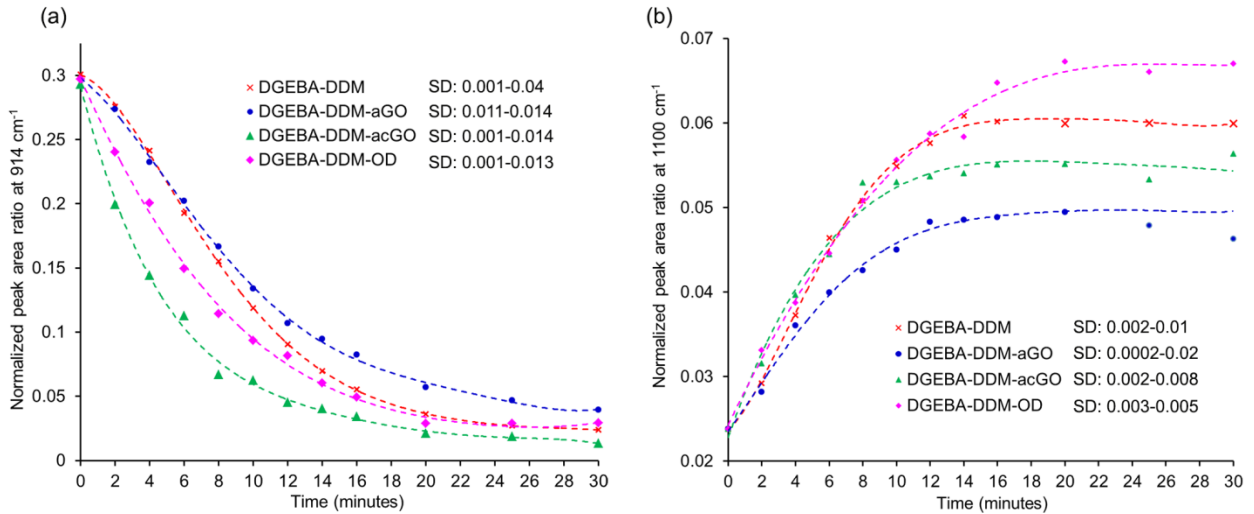 (a)
Normalized peak area ratio at 914 cm⁻¹
0.3
0.25
0.2
0.15
0.1
0.05
0
DGEBA-DDM SD: 0.001-0.04
DGEBA-DDM-aGO SD: 0.011-0.014
DGEBA-DDM-acGO SD: 0.001-0.014
DGEBA-DDM-OD SD: 0.001-0.013
0 2 4 6 8 10 12 14 16 18 20 22 24 26 28 30
Time (minutes)
(b)
Normalized peak area ratio at 1100 cm⁻¹
0.07
0.06
0.05
0.04
0.03
0.02
DGEBA-DDM SD: 0.002-0.01
DGEBA-DDM-aGO SD: 0.0002-0.02
DGEBA-DDM-acGO SD: 0.002-0.008
DGEBA-DDM-OD SD: 0.003-0.005
0 2 4 6 8 10 12 14 16 18 20 22 24 26 28 30
Time (minutes)